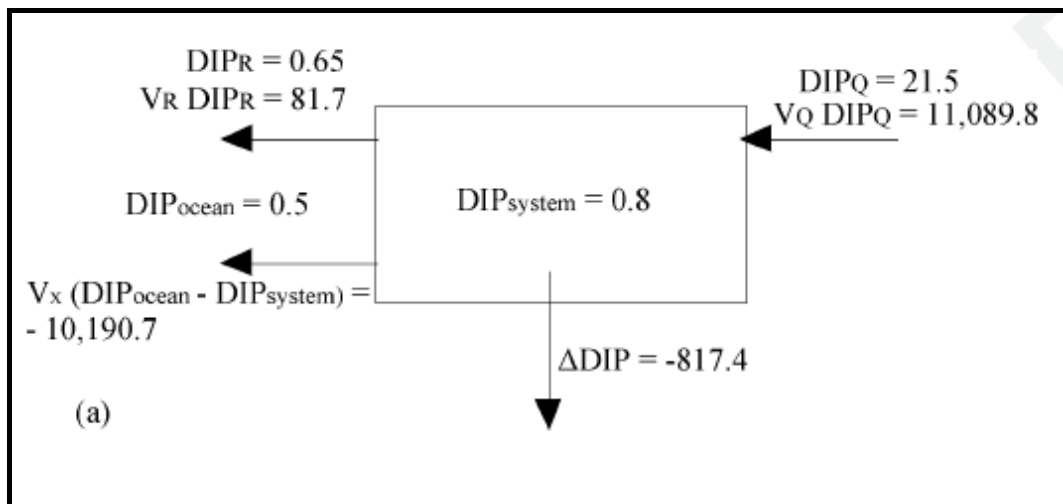 DIPR = 0.65
VR DIPR = 81.7
DIPQ = 21.5
VQ DIPQ = 11,089.8
DIPocean = 0.5
DIPsystem = 0.8
Vx (DIPocean - DIPsystem) =
- 10,190.7
ΔDIP = -817.4
(a)